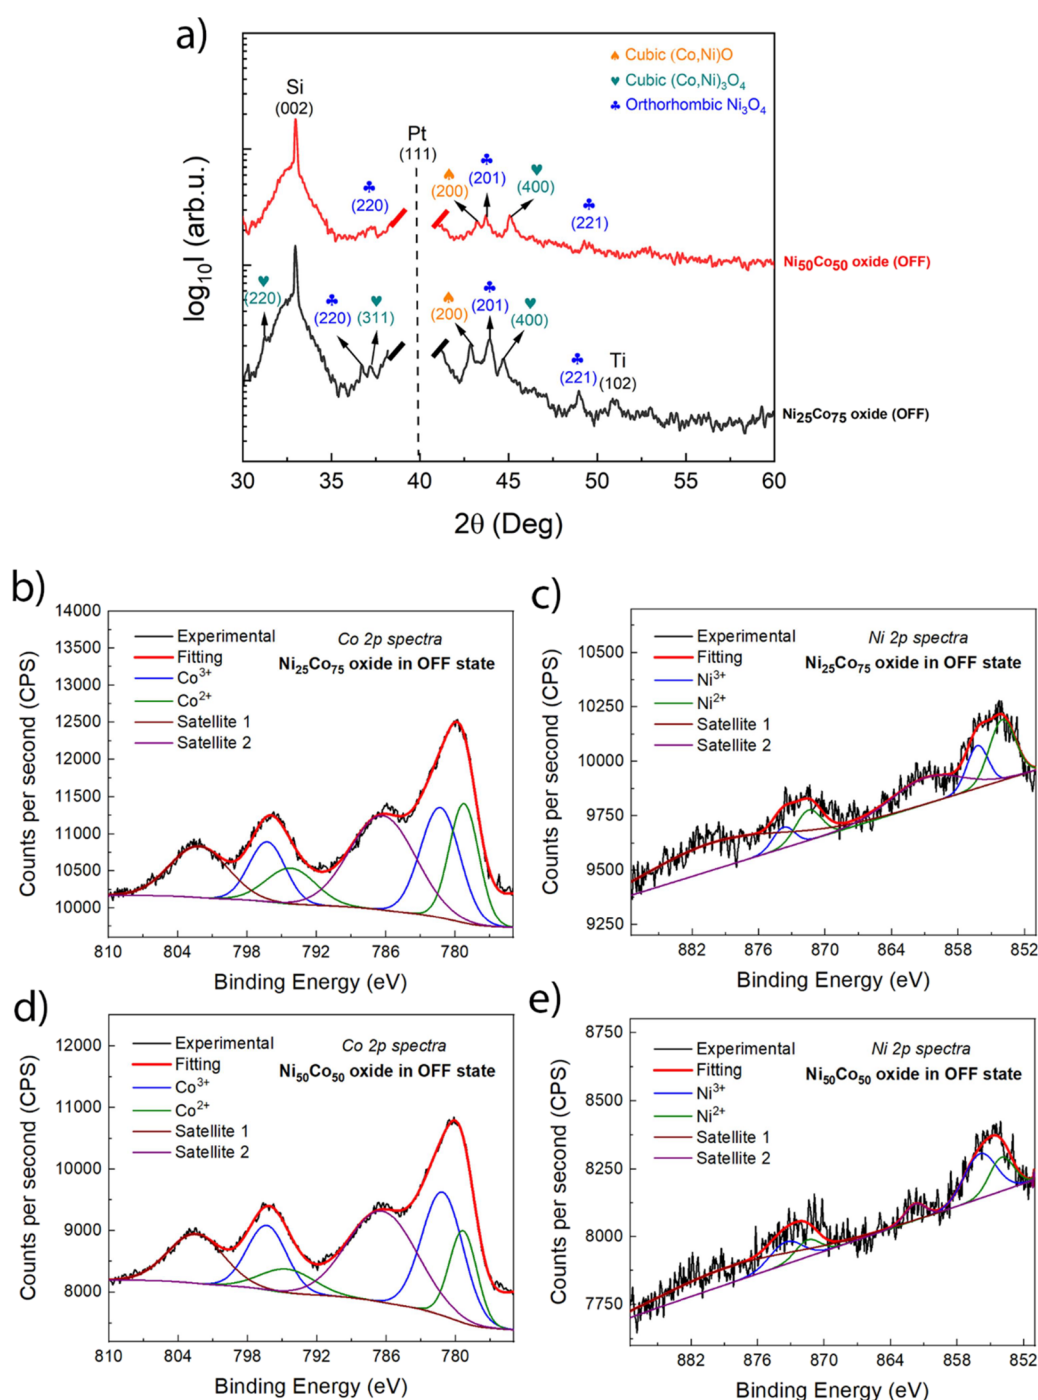 a)
♠ Cubic (Co,Ni)O
♥ Cubic (Co,Ni)₃O₄
♣ Orthorhombic Ni₃O₄
Si
(002)
Pt
(111)
♣
(220)
♠
(200)
♣
(201)
♥
(400)
♣
(221)
Ni₅₀Co₅₀ oxide (OFF)
♥
(220)
♣
(220)
♥
(311)
♠
(200)
♣
(201)
♥
(400)
♣
(221)
Ti
(102)
Ni₂₅Co₇₅ oxide (OFF)
log₁₀I (arb.u.)
30 35 40 45 50 55 60
2θ (Deg)
b)
Experimental
Fitting
Co³⁺
Co²⁺
Satellite 1
Satellite 2
Co 2p spectra
Ni₂₅Co₇₅ oxide in OFF state
14000
13500
13000
12500
12000
11500
11000
10500
10000
Counts per second (CPS)
810 804 798 792 786 780
Binding Energy (eV)
c)
Experimental
Fitting
Ni³⁺
Ni²⁺
Satellite 1
Satellite 2
Ni 2p spectra
Ni₂₅Co₇₅ oxide in OFF state
10500
10250
10000
9750
9500
9250
Counts per second (CPS)
882 876 870 864 858 852
Binding Energy (eV)
d)
Experimental
Fitting
Co³⁺
Co²⁺
Satellite 1
Satellite 2
Co 2p spectra
Ni₅₀Co₅₀ oxide in OFF state
12000
11000
10000
9000
8000
Counts per second (CPS)
810 804 798 792 786 780
Binding Energy (eV)
e)
Experimental
Fitting
Ni³⁺
Ni²⁺
Satellite 1
Satellite 2
Ni 2p spectra
Ni₅₀Co₅₀ oxide in OFF state
8750
8500
8250
8000
7750
Counts per second (CPS)
882 876 870 864 858 852
Binding Energy (eV)